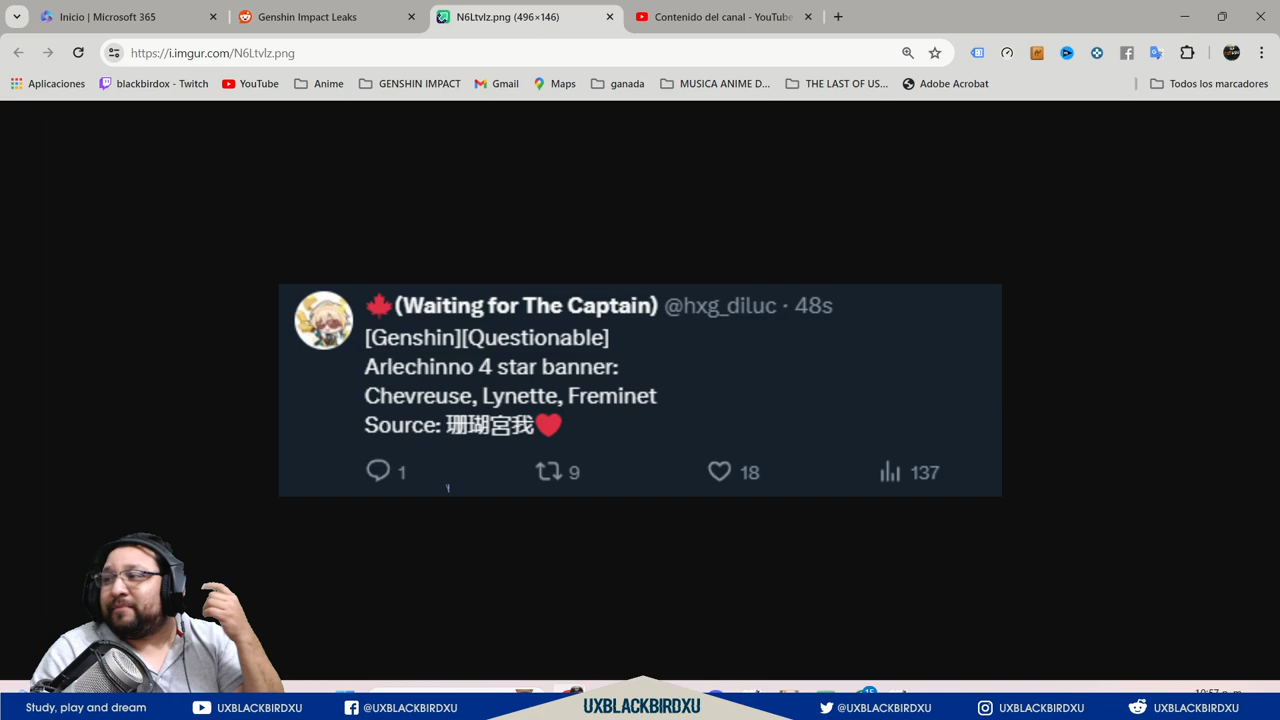 Inicio | Microsoft 365
Genshin Impact Leaks
N6LtvIz.png (496×146)
Contenido del canal - YouTube
https://i.imgur.com/N6LtvIz.png
Aplicaciones
blackbirdox - Twitch
YouTube
Anime
GENSHIN IMPACT
Gmail
Maps
ganada
MUSICA ANIME D...
THE LAST OF US...
Adobe Acrobat
Todos los marcadores
(Waiting for The Captain) @hxg_diluc · 48s
[Genshin][Questionable]
Arlechinno 4 star banner:
Chevreuse, Lynette, Freminet
Source: 珊瑚宮我❤
1 9 18 137
15
Study, play and dream
UXBLACKBIRDXU
@UXBLACKBIRDXU
UXBLACKBIRDXU
@UXBLACKBIRDXU
UXBLACKBIRDXU
UXBLACKBIRDXU